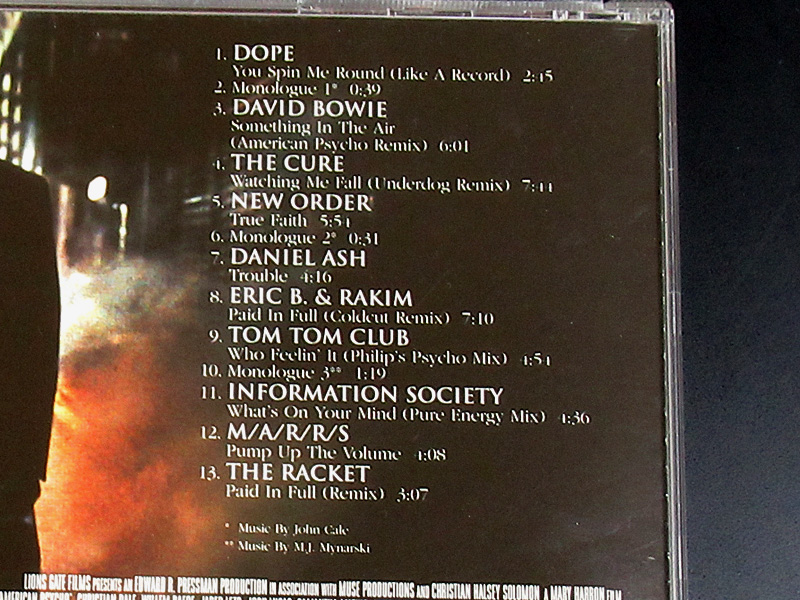 1. DOPE
You Spin Me Round (Like A Record) 2:45
2. Monologue 1* 0:39
3. DAVID BOWIE
Something In The Air
(American Psycho Remix) 6:01
4. THE CURE
Watching Me Fall (Underdog Remix) 7:44
5. NEW ORDER
True Faith 5:54
6. Monologue 2* 0:31
7. DANIEL ASH
Trouble 4:16
8. ERIC B. & RAKIM
Paid In Full (Coldcut Remix) 7:10
9. TOM TOM CLUB
Who Feelin' It (Philip's Psycho Mix) 4:54
10. Monologue 3** 1:19
11. INFORMATION SOCIETY
What's On Your Mind (Pure Energy Mix) 4:36
12. M/A/R/R/S
Pump Up The Volume 4:08
13. THE RACKET
Paid In Full (Remix) 3:07
* Music By John Cale
** Music By M.J. Mynarski
LIONS GATE FILMS PRESENTS AN EDWARD R. PRESSMAN PRODUCTION IN ASSOCIATION WITH MUSE PRODUCTIONS AND CHRISTIAN HALSEY SOLOMON A MARY HARRON FILM